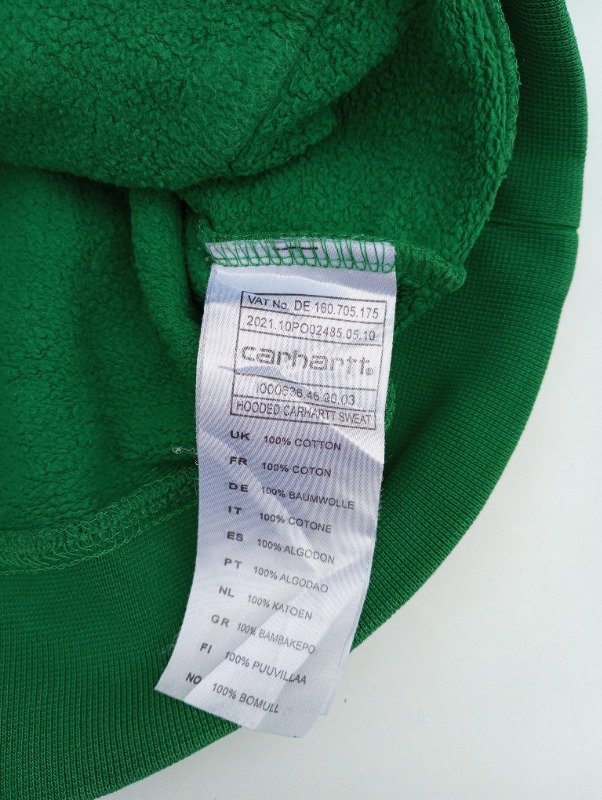 VAT No. DE 160.705.175
2021.10PO02485.05.10
carhartt®
I000636.46.20.03
HOODED CARHARTT SWEAT
UK 100% COTTON
FR 100% COTON
DE 100% BAUMWOLLE
IT 100% COTONE
ES 100% ALGODON
PT 100% ALGODAO
NL 100% KATOEN
GR 100% BAMBAKEPO
FI 100% PUUVILLAA
NO 100% BOMULL